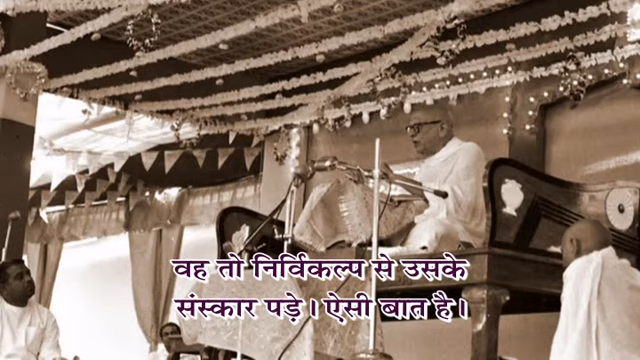 वह तो निर्विकल्प से उसके
संस्कार पड़े। ऐसी बात है।